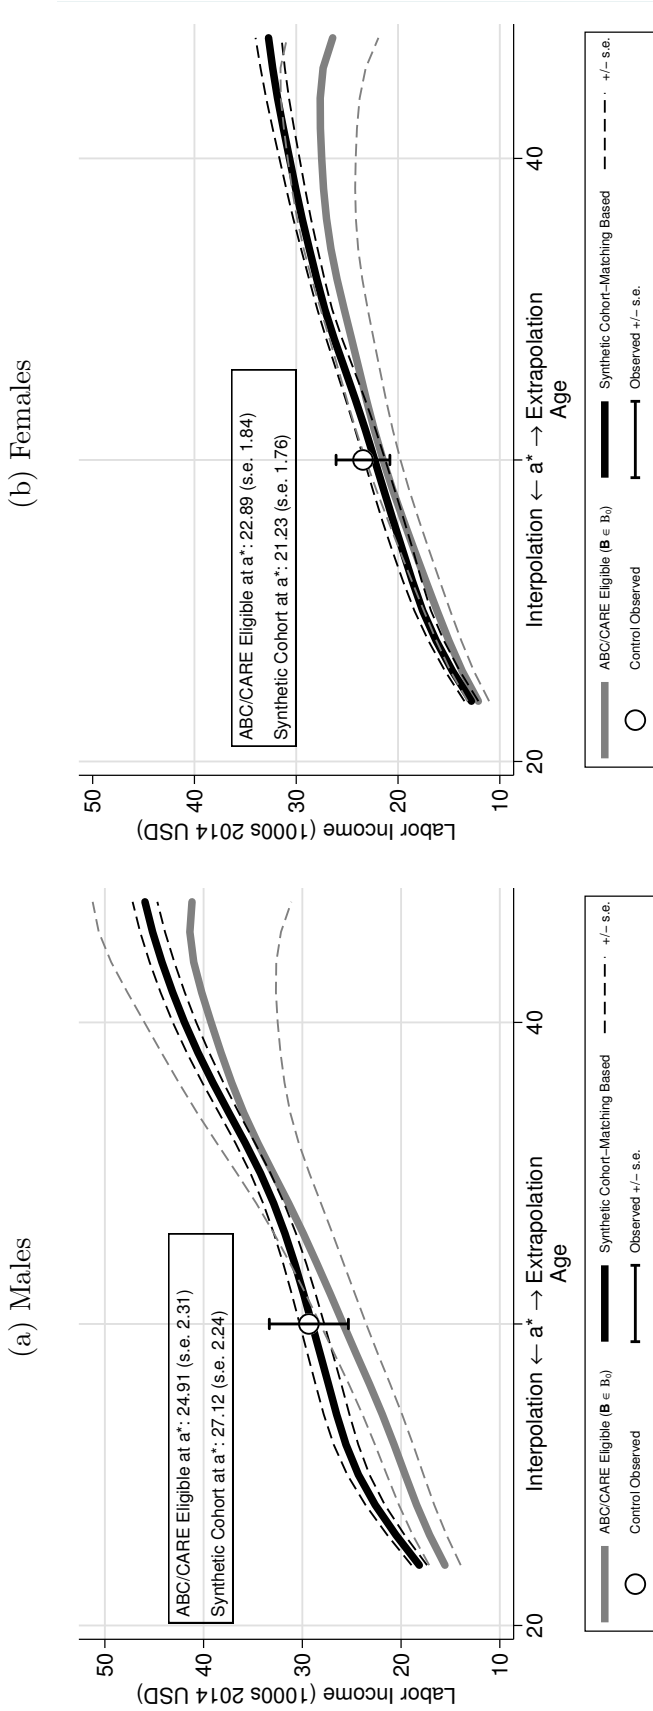 (a) Males
ABC/CARE Eligible at a*: 24.91 (s.e. 2.31)
Synthetic Cohort at a*: 27.12 (s.e. 2.24)
Labor Income (1000s 2014 USD)
50
40
30
20
10
20
40
Interpolation ← a* → Extrapolation
Age
ABC/CARE Eligible (B ∈ B₀)
Synthetic Cohort−Matching Based
+/− s.e.
Control Observed
Observed +/− s.e.
(b) Females
ABC/CARE Eligible at a*: 22.89 (s.e. 1.84)
Synthetic Cohort at a*: 21.23 (s.e. 1.76)
Labor Income (1000s 2014 USD)
50
40
30
20
10
20
40
Interpolation ← a* → Extrapolation
Age
ABC/CARE Eligible (B ∈ B₀)
Synthetic Cohort−Matching Based
+/− s.e.
Control Observed
Observed +/− s.e.